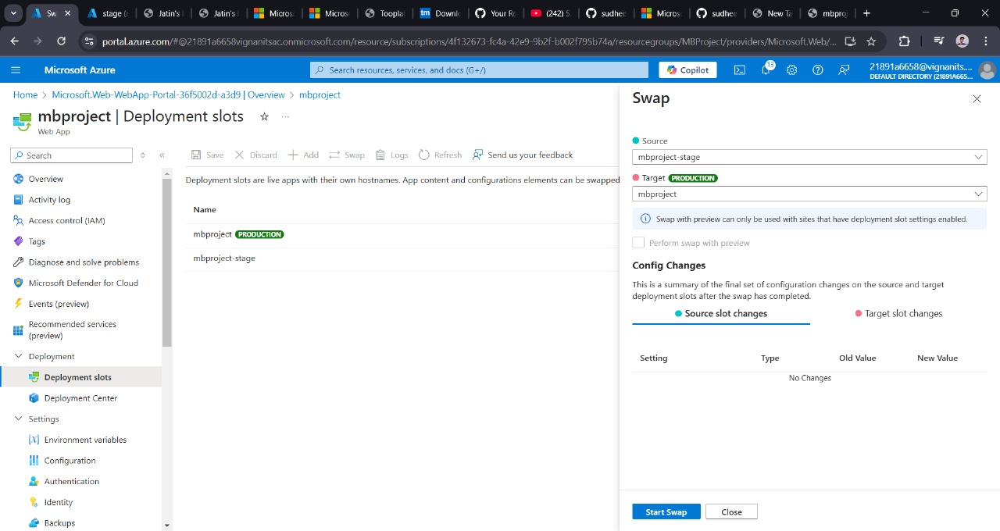 Sw
stage (
Jatin's
Jatin's
Micros
Micros
Tooplat
tm Downl
Your Re
(242) 5
sudhee
Micros
sudhee
New Ta
mbproj
portal.azure.com/#@21891a6658vignanitsac.onmicrosoft.com/resource/subscriptions/4f132673-fc4a-42e9-9b2f-b002f795b74a/resourcegroups/MBProject/providers/Microsoft.Web/...
Microsoft Azure
Search resources, services, and docs (G+/)
Copilot
13
21891a6658@vignanits....
DEFAULT DIRECTORY (21891A665...
Home > Microsoft.Web-WebApp-Portal-36f5002d-a3d9 | Overview > mbproject
mbproject | Deployment slots
Web App
Search
Overview
Activity log
Access control (IAM)
Tags
Diagnose and solve problems
Microsoft Defender for Cloud
Events (preview)
Recommended services
(preview)
Deployment
Deployment slots
Deployment Center
Settings
Environment variables
Configuration
Authentication
Identity
Backups
Save
Discard
Add
Swap
Logs
Refresh
Send us your feedback
Deployment slots are live apps with their own hostnames. App content and configurations elements can be swapped
Name
mbproject PRODUCTION
mbproject-stage
Swap
Source
mbproject-stage
Target PRODUCTION
mbproject
Swap with preview can only be used with sites that have deployment slot settings enabled.
Perform swap with preview
Config Changes
This is a summary of the final set of configuration changes on the source and target
deployment slots after the swap has completed.
Source slot changes
Target slot changes
Setting Type Old Value New Value
No Changes
Start Swap
Close